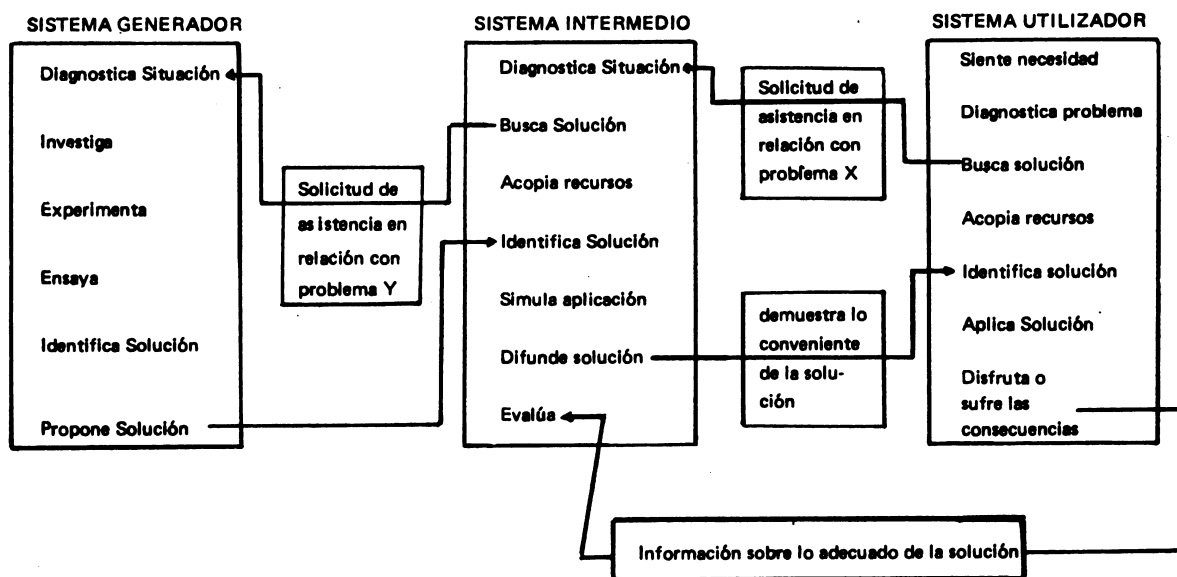 SISTEMA GENERADOR
Diagnostica Situación
Investiga
Experimenta
Ensaya
Identifica Solución
Propone Solución
Solicitud de
asistencia en
relación con
problema Y
SISTEMA INTERMEDIO
Diagnostica Situación
Busca Solución
Acopia recursos
Identifica Solución
Simula aplicación
Difunde solución
Evalúa
Solicitud de
asistencia en
relación con
problema X
demuestra lo
conveniente
de la solu-
ción
SISTEMA UTILIZADOR
Siente necesidad
Diagnostica problema
Busca solución
Acopia recursos
Identifica solución
Aplica Solución
Disfruta o
sufre las
consecuencias
Información sobre lo adecuado de la solución